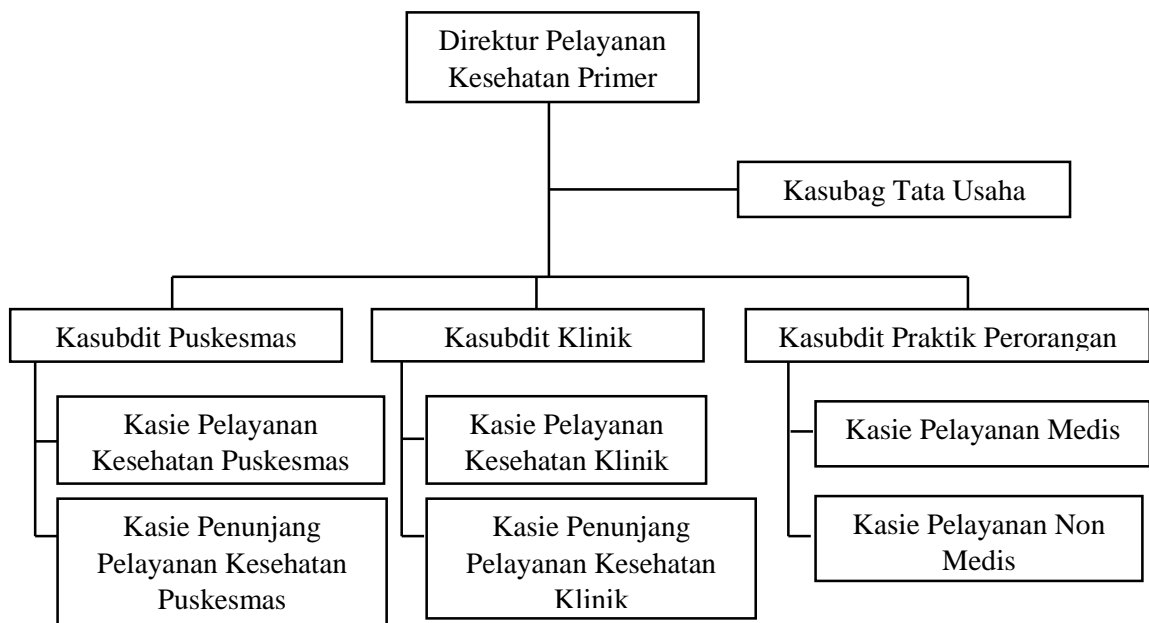 Direktur Pelayanan
Kesehatan Primer
Kasubag Tata Usaha
Kasubdit Puskesmas
Kasubdit Klinik
Kasubdit Praktik Perorangan
Kasie Pelayanan
Kesehatan Puskesmas
Kasie Pelayanan
Kesehatan Klinik
Kasie Pelayanan Medis
Kasie Penunjang
Pelayanan Kesehatan
Puskesmas
Kasie Penunjang
Pelayanan Kesehatan
Klinik
Kasie Pelayanan Non
Medis